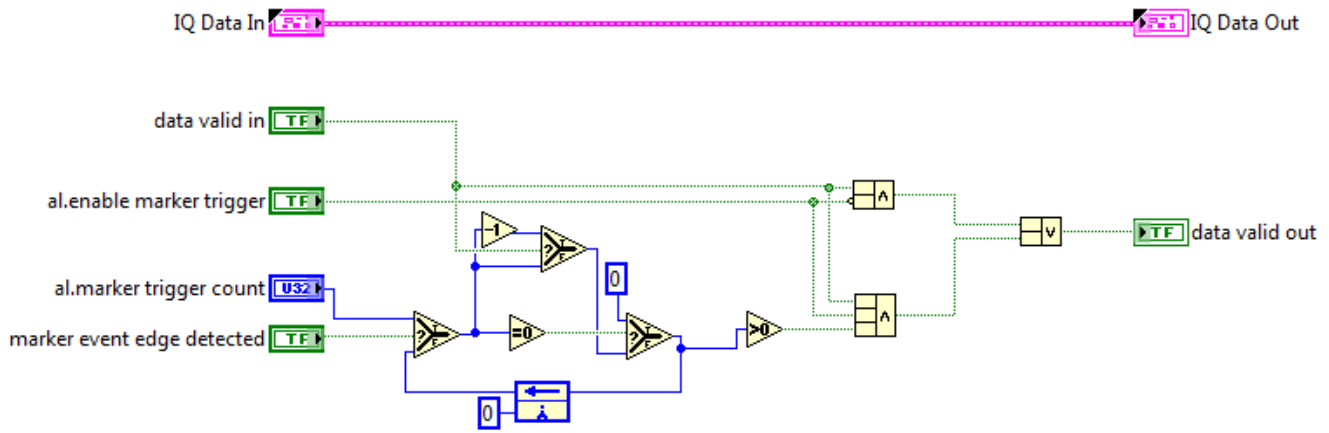 IQ Data In
IQ Data Out
data valid in
TF
al.enable marker trigger
TF
∧
-1
T
?
F
∨
TF
data valid out
0
al.marker trigger count
U32
T
?
F
=0
T
?
F
>0
∧
marker event edge detected
TF
0